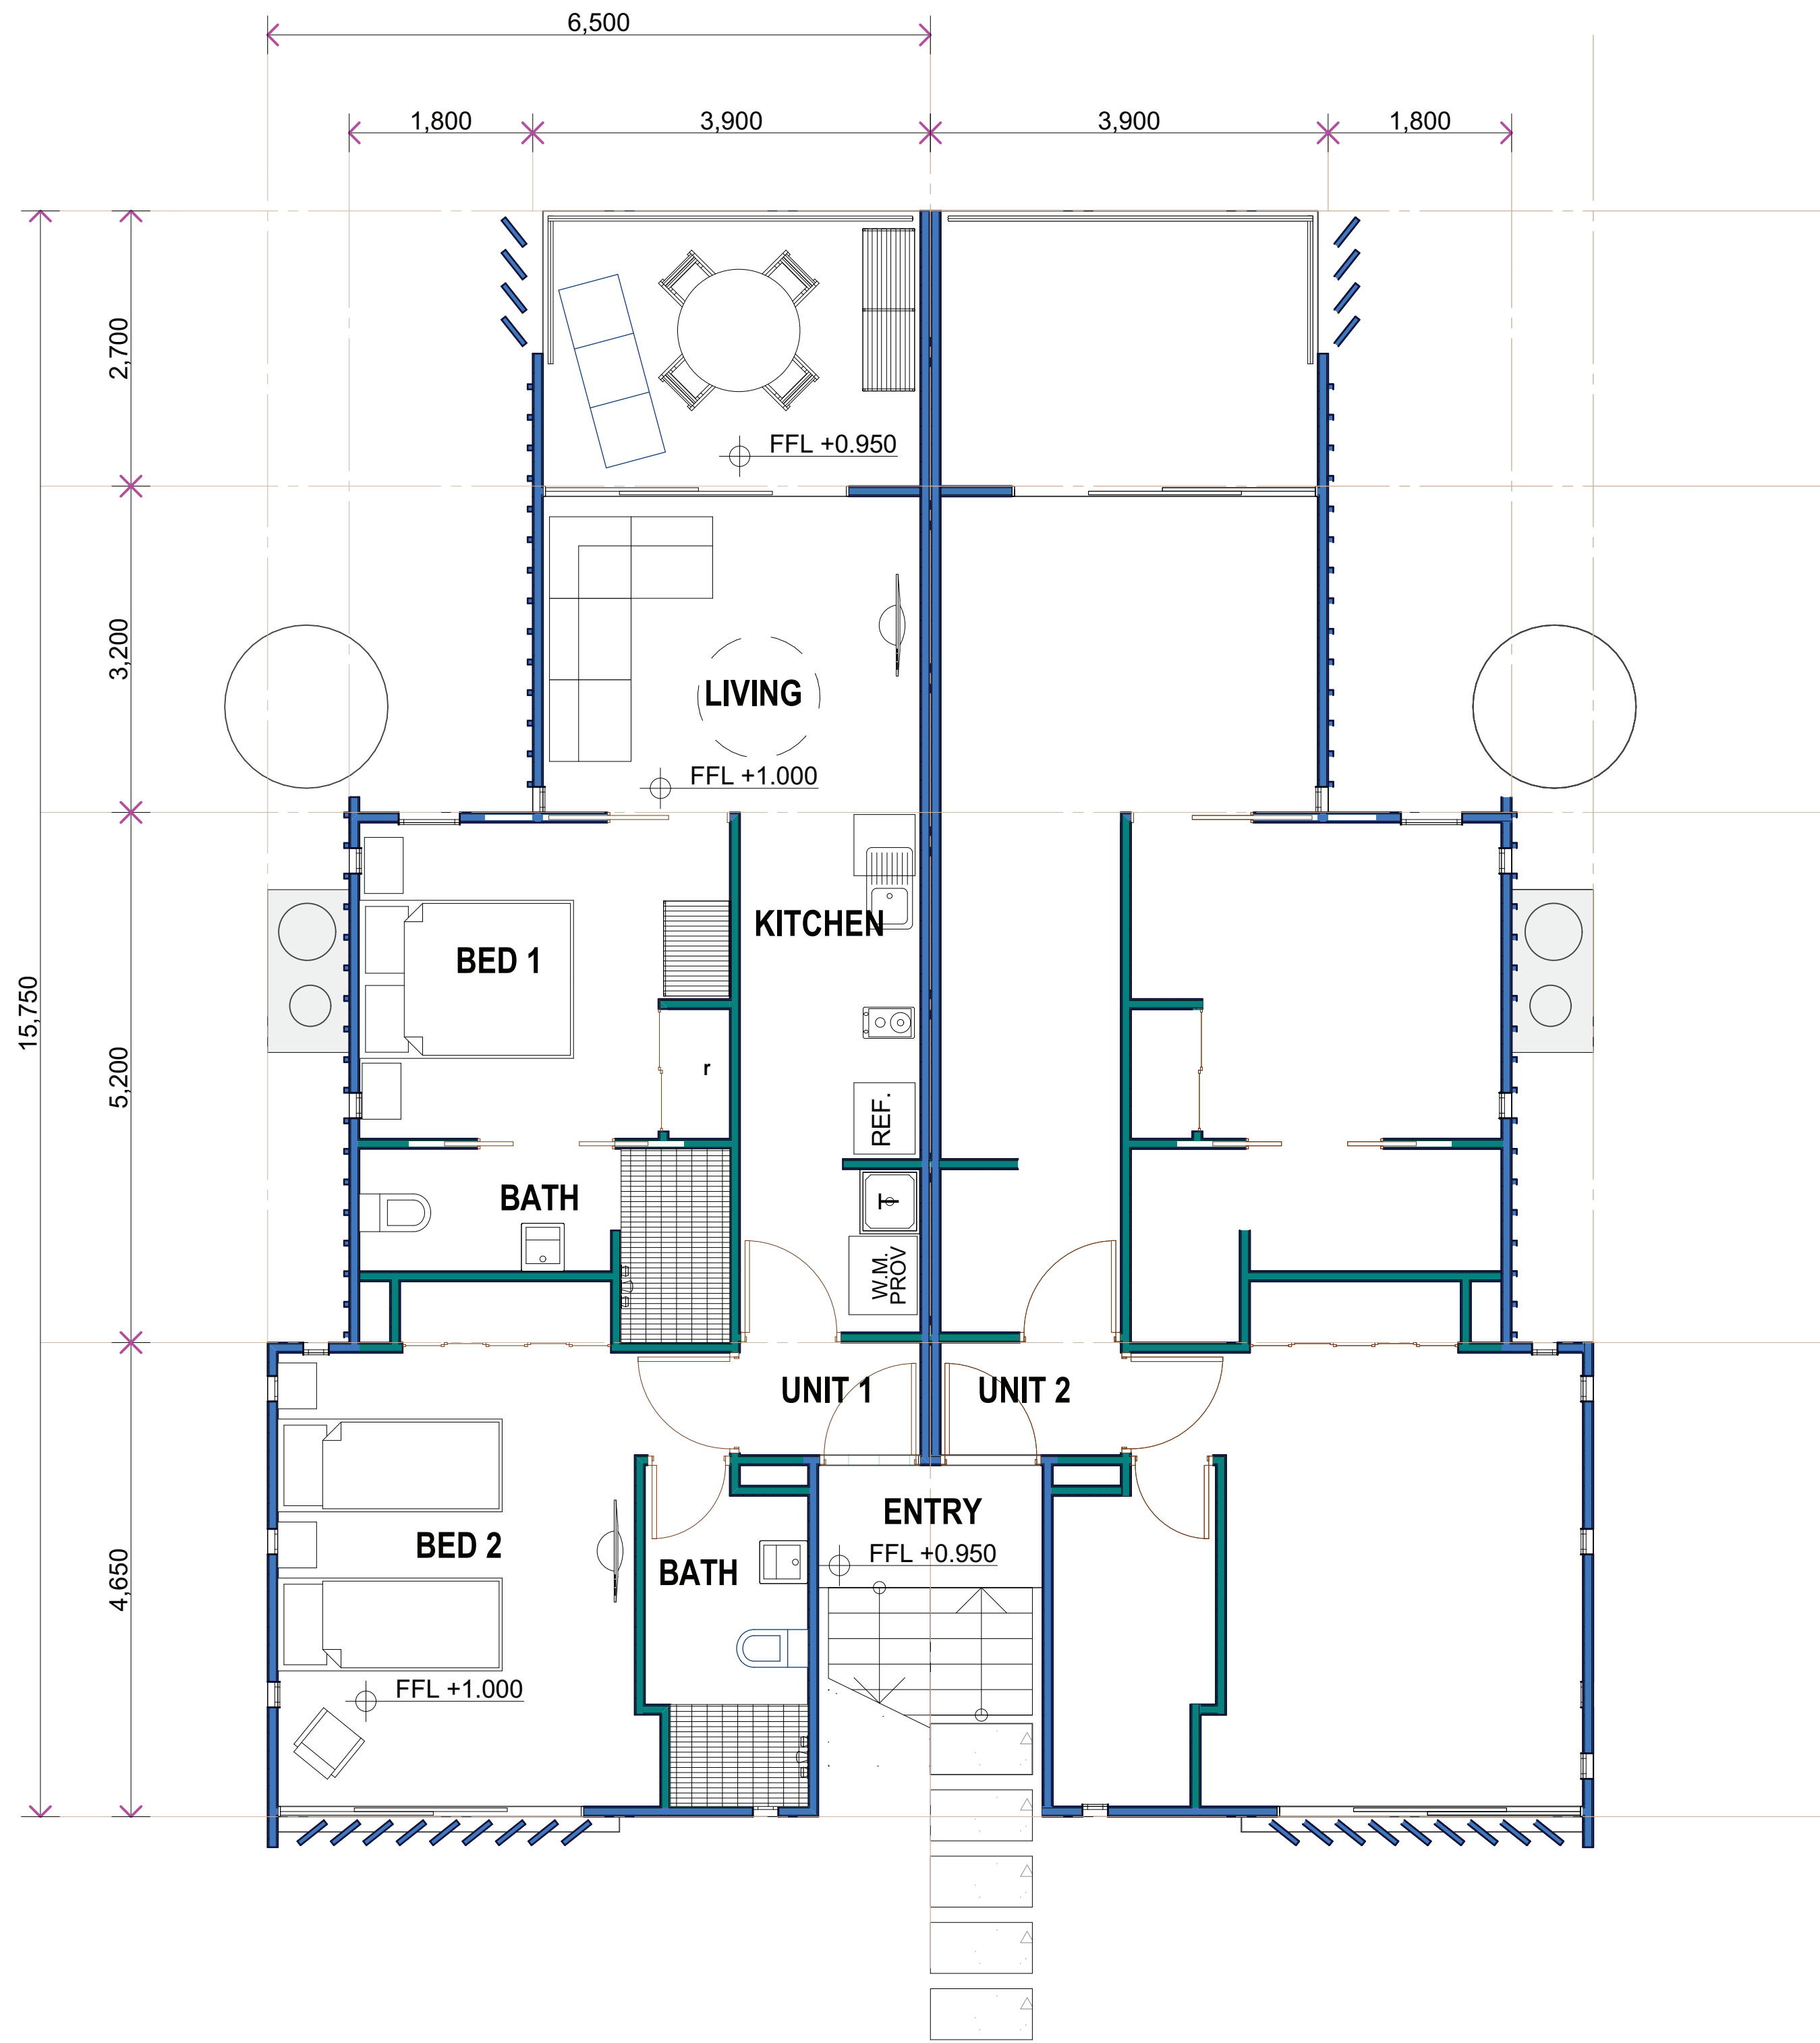 6,500
1,800
3,900
3,900
1,800
2,700
FFL +0.950
3,200
LIVING
FFL +1.000
KITCHEN
BED 1
15,750
5,200
r
REF.
BATH
W.M.
PROV
UNIT 1
UNIT 2
ENTRY
FFL +0.950
BED 2
BATH
4,650
FFL +1.000